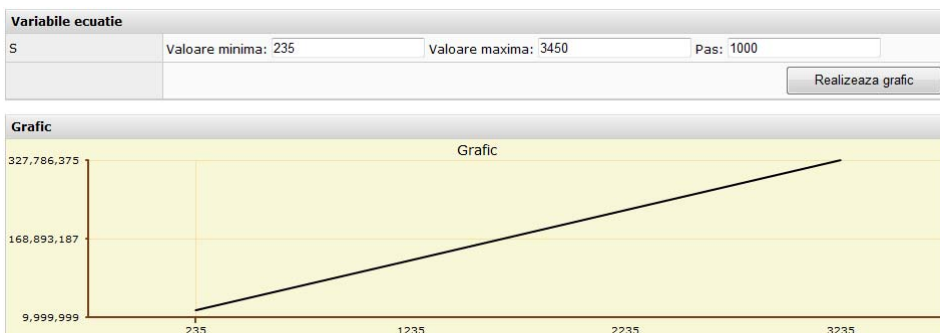 Variabile ecuatie
S Valoare minima: 235 Valoare maxima: 3450 Pas: 1000
Realizeaza grafic
Grafic
Grafic
327,786,375
168,893,187
9,999,999
235 1235 2235 3235